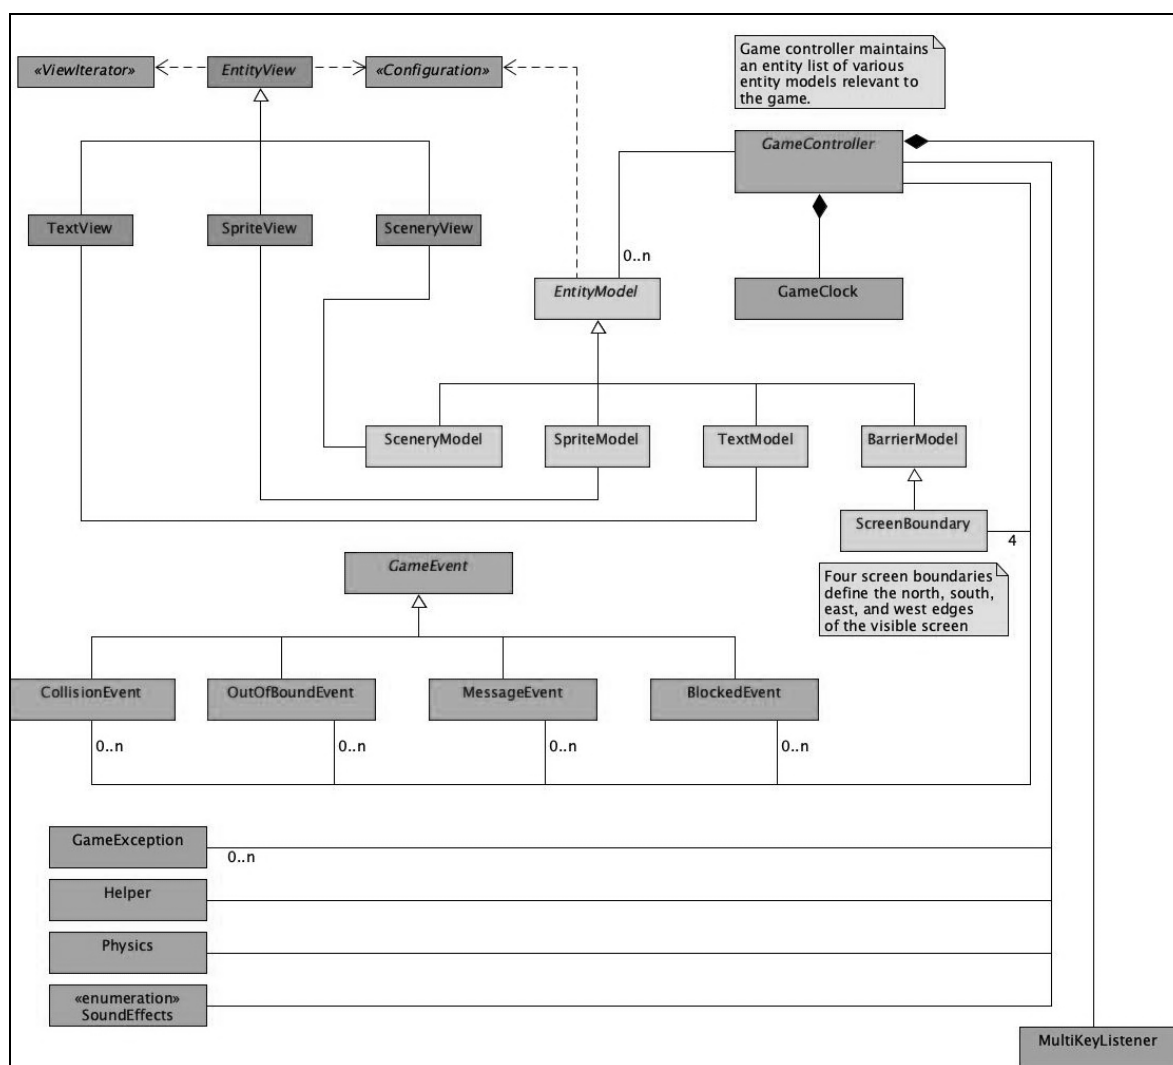 «ViewIterator»
EntityView
«Configuration»
Game controller maintains
an entity list of various
entity models relevant to
the game.
GameController
TextView
SpriteView
SceneryView
0..n
EntityModel
GameClock
SceneryModel
SpriteModel
TextModel
BarrierModel
ScreenBoundary
4
GameEvent
Four screen boundaries
define the north, south,
east, and west edges
of the visible screen
CollisionEvent
OutOfBoundEvent
MessageEvent
BlockedEvent
0..n
0..n
0..n
0..n
GameException
0..n
Helper
Physics
«enumeration»
SoundEffects
MultiKeyListener